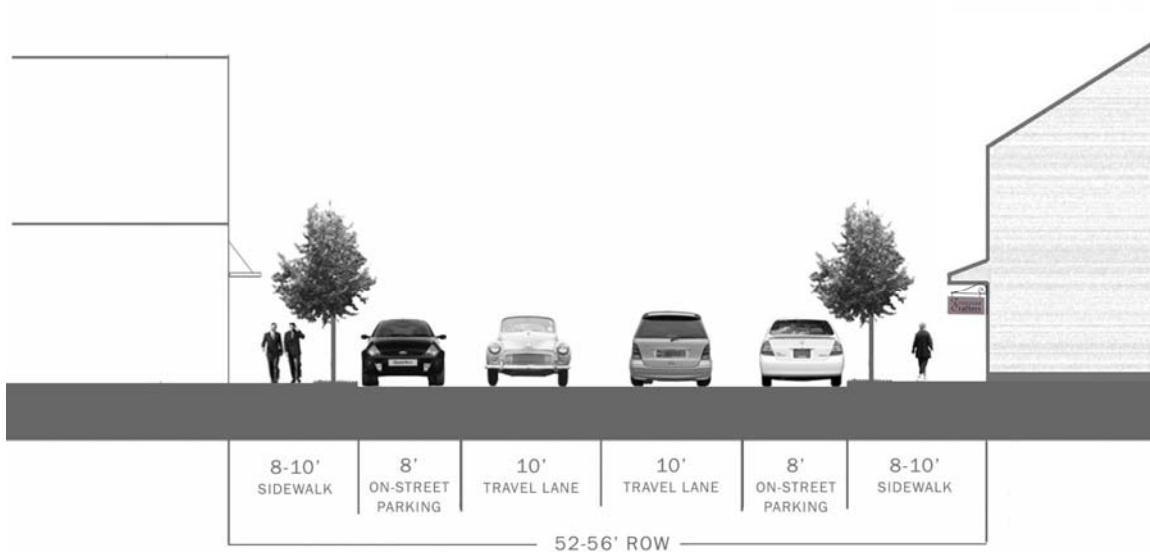 8-10'
SIDEWALK
8'
ON-STREET
PARKING
10'
TRAVEL LANE
10'
TRAVEL LANE
8'
ON-STREET
PARKING
8-10'
SIDEWALK
52-56' ROW